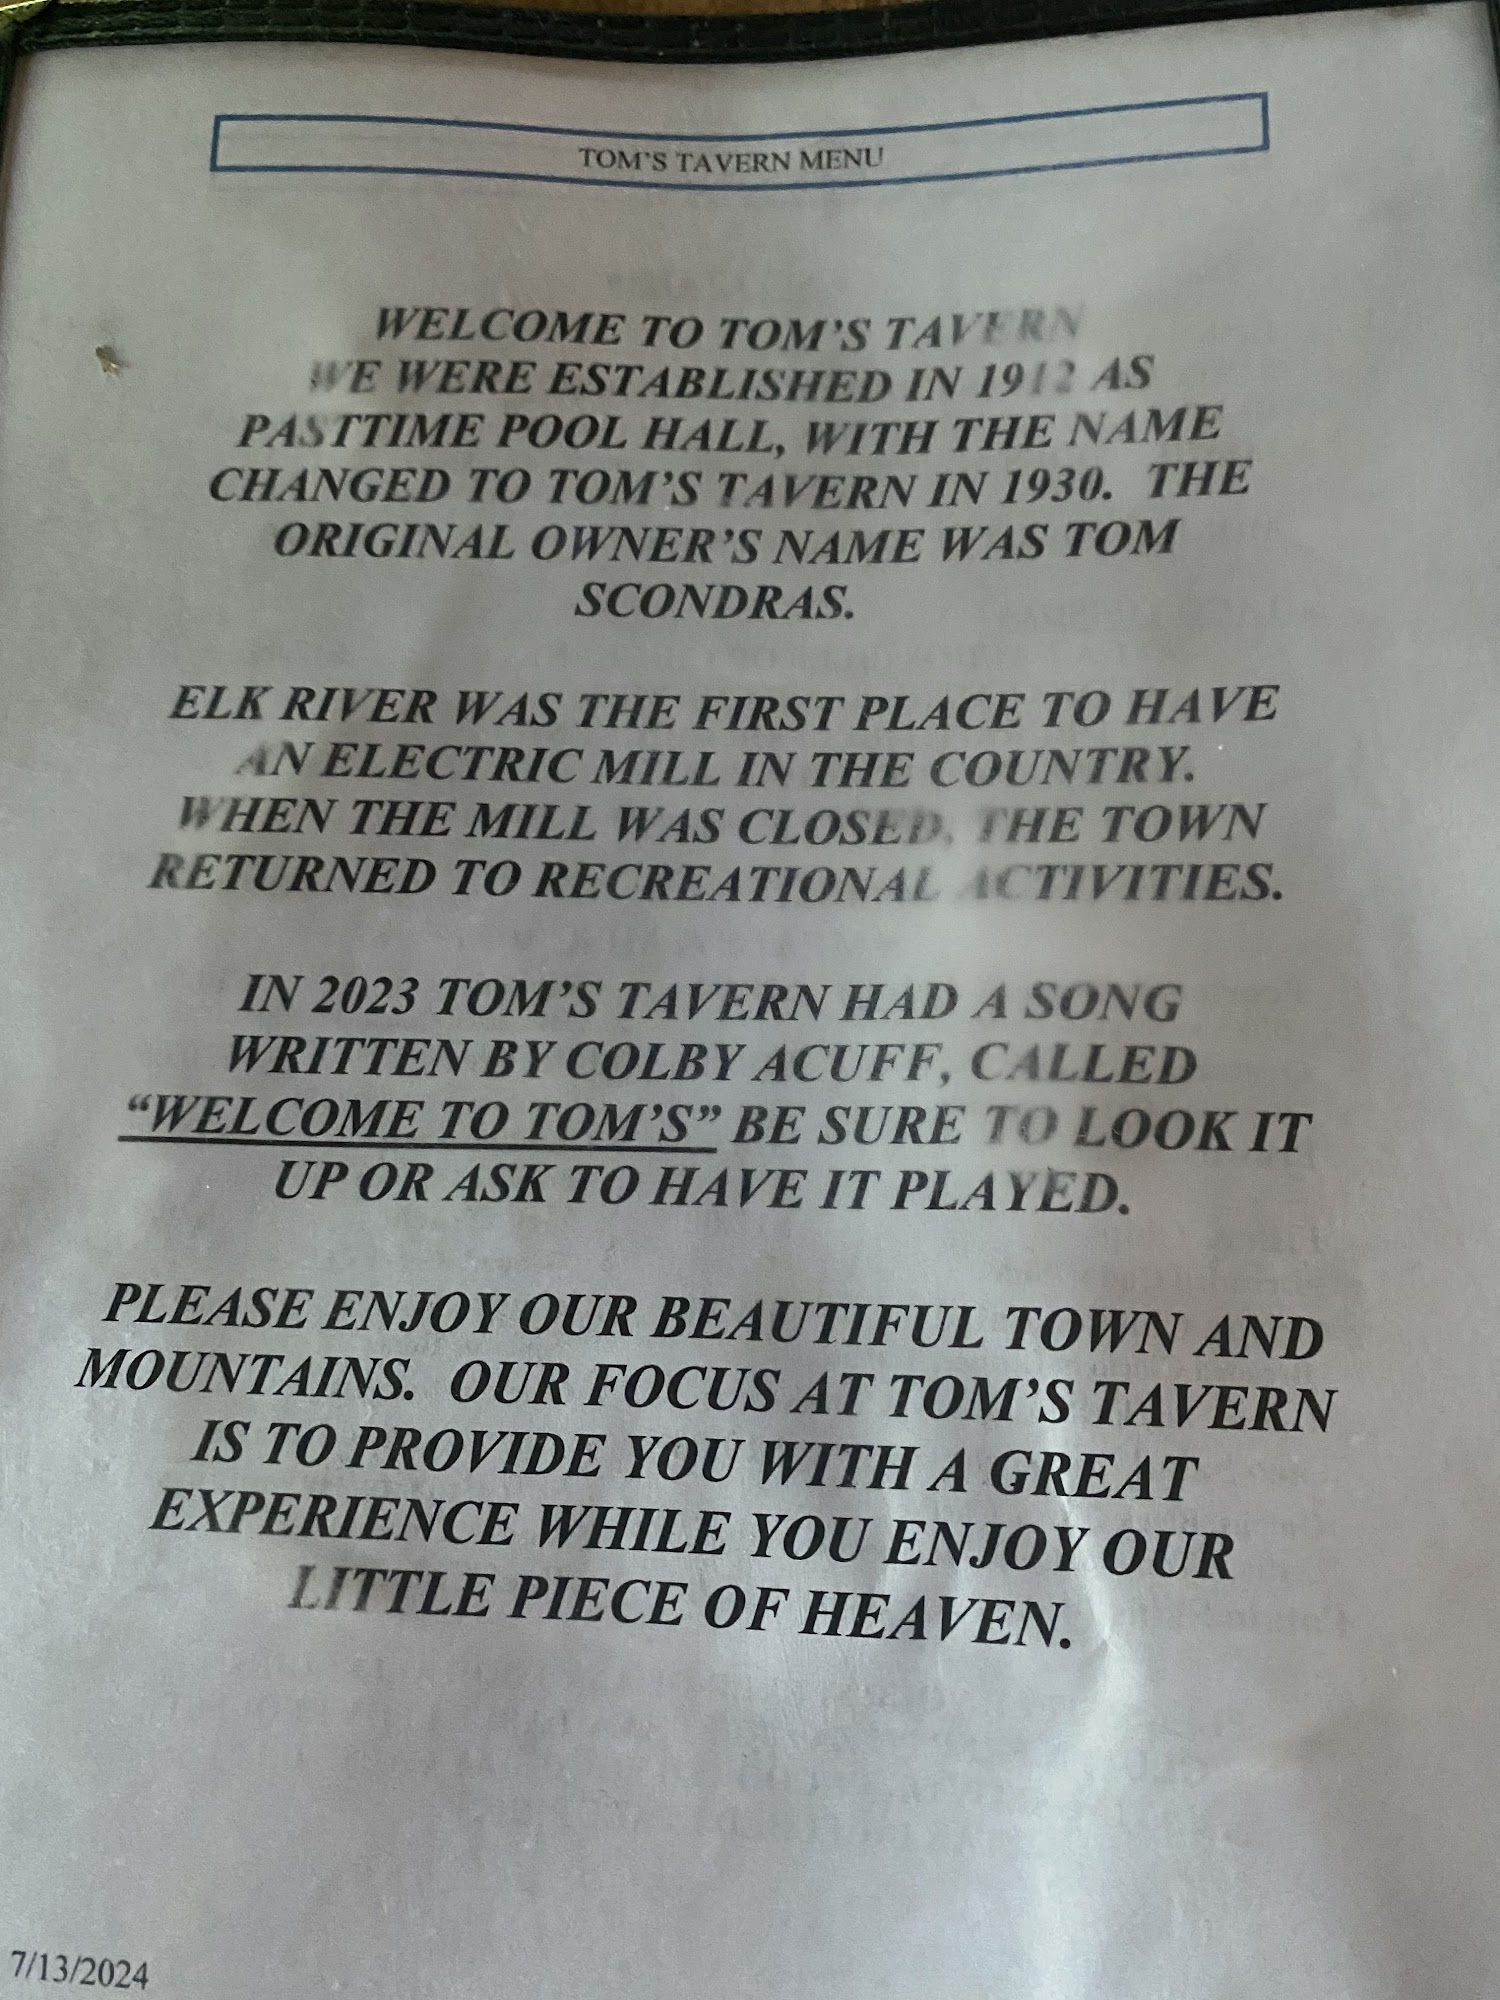 TOM'S TAVERN MENU
WELCOME TO TOM'S TAVERN
WE WERE ESTABLISHED IN 1912 AS
PASTTIME POOL HALL, WITH THE NAME
CHANGED TO TOM'S TAVERN IN 1930. THE
ORIGINAL OWNER'S NAME WAS TOM
SCONDRAS.
ELK RIVER WAS THE FIRST PLACE TO HAVE
AN ELECTRIC MILL IN THE COUNTRY.
WHEN THE MILL WAS CLOSED, THE TOWN
RETURNED TO RECREATIONAL ACTIVITIES.
IN 2023 TOM'S TAVERN HAD A SONG
WRITTEN BY COLBY ACUFF, CALLED
“WELCOME TO TOM'S” BE SURE TO LOOK IT
UP OR ASK TO HAVE IT PLAYED.
PLEASE ENJOY OUR BEAUTIFUL TOWN AND
MOUNTAINS. OUR FOCUS AT TOM'S TAVERN
IS TO PROVIDE YOU WITH A GREAT
EXPERIENCE WHILE YOU ENJOY OUR
LITTLE PIECE OF HEAVEN.
7/13/2024